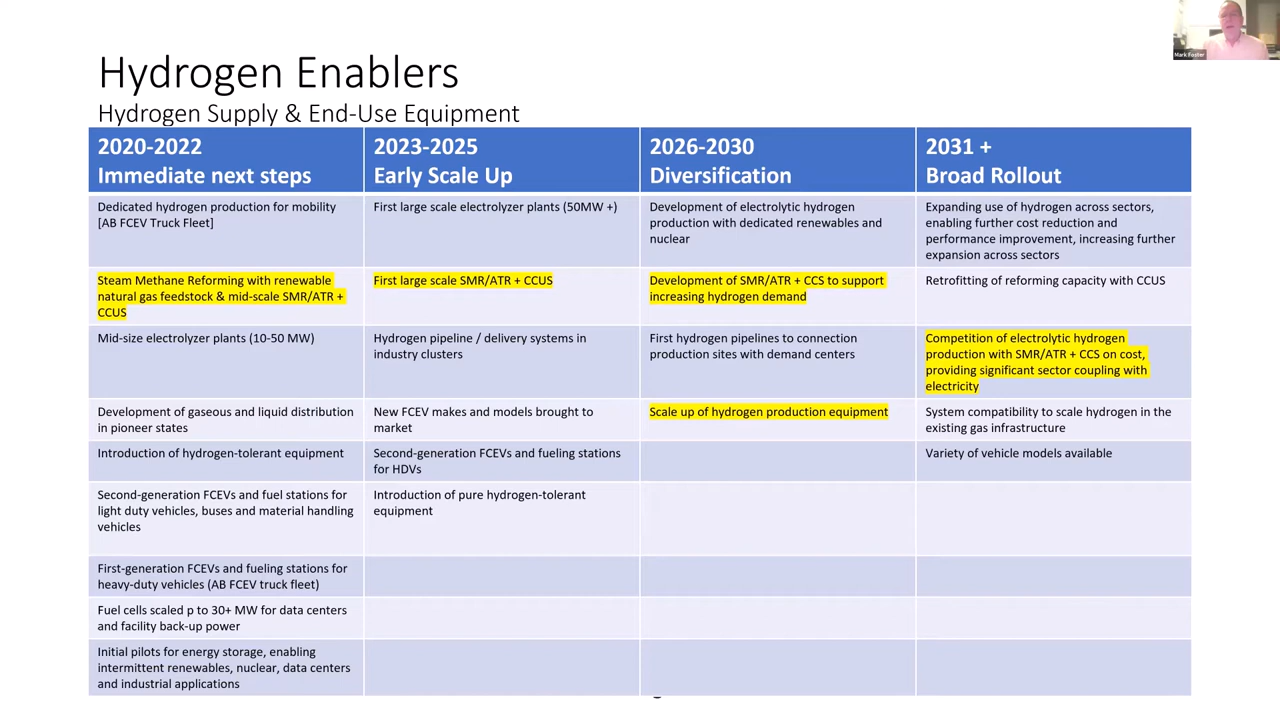 Mark Foster
Hydrogen Enablers
Hydrogen Supply & End-Use Equipment
2020-2022
Immediate next steps
2023-2025
Early Scale Up
2026-2030
Diversification
2031 +
Broad Rollout
Dedicated hydrogen production for mobility
[AB FCEV Truck Fleet]
First large scale electrolyzer plants (50MW +)
Development of electrolytic hydrogen
production with dedicated renewables and
nuclear
Expanding use of hydrogen across sectors,
enabling further cost reduction and
performance improvement, increasing further
expansion across sectors
Steam Methane Reforming with renewable
natural gas feedstock & mid-scale SMR/ATR +
CCUS
First large scale SMR/ATR + CCUS
Development of SMR/ATR + CCS to support
increasing hydrogen demand
Retrofitting of reforming capacity with CCUS
Mid-size electrolyzer plants (10-50 MW)
Hydrogen pipeline / delivery systems in
industry clusters
First hydrogen pipelines to connection
production sites with demand centers
Competition of electrolytic hydrogen
production with SMR/ATR + CCS on cost,
providing significant sector coupling with
electricity
Development of gaseous and liquid distribution
in pioneer states
New FCEV makes and models brought to
market
Scale up of hydrogen production equipment
System compatibility to scale hydrogen in the
existing gas infrastructure
Introduction of hydrogen-tolerant equipment
Second-generation FCEVs and fueling stations
for HDVs
Variety of vehicle models available
Second-generation FCEVs and fuel stations for
light duty vehicles, buses and material handling
vehicles
Introduction of pure hydrogen-tolerant
equipment
First-generation FCEVs and fueling stations for
heavy-duty vehicles (AB FCEV truck fleet)
Fuel cells scaled p to 30+ MW for data centers
and facility back-up power
Initial pilots for energy storage, enabling
intermittent renewables, nuclear, data centers
and industrial applications